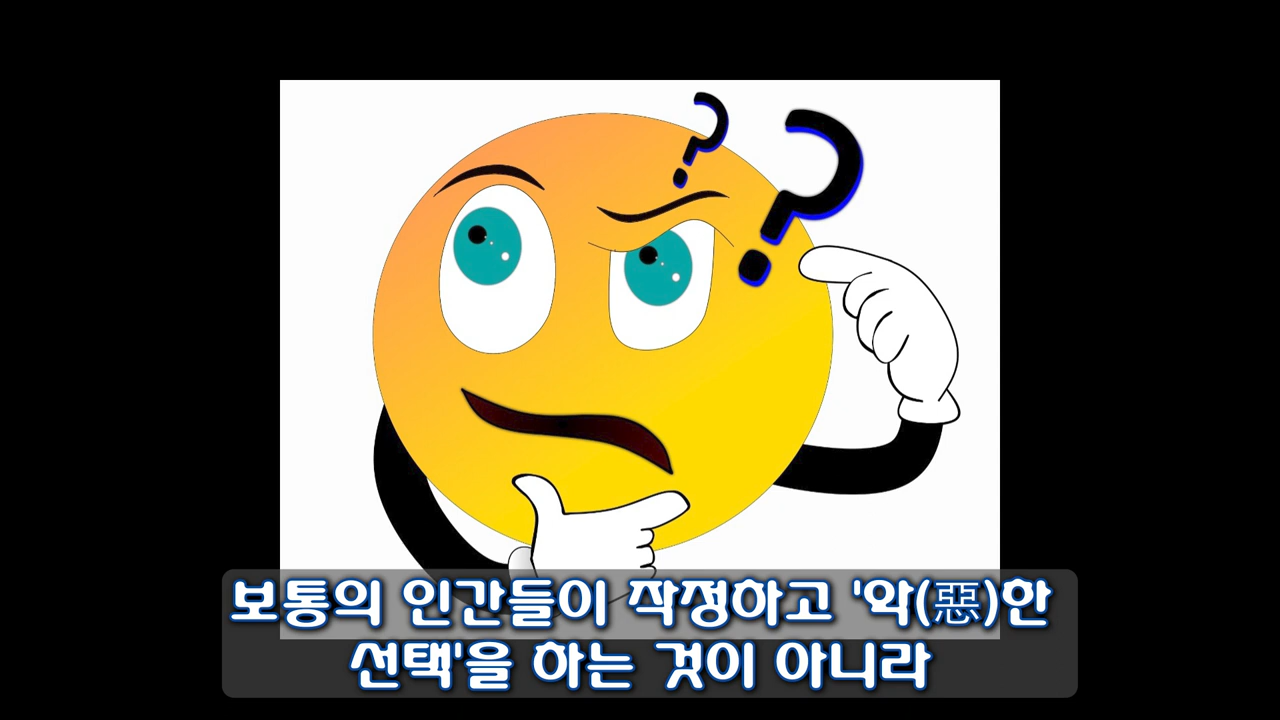 ? ?
보통의 인간들이 작정하고 '악(惡)한
선택'을 하는 것이 아니라